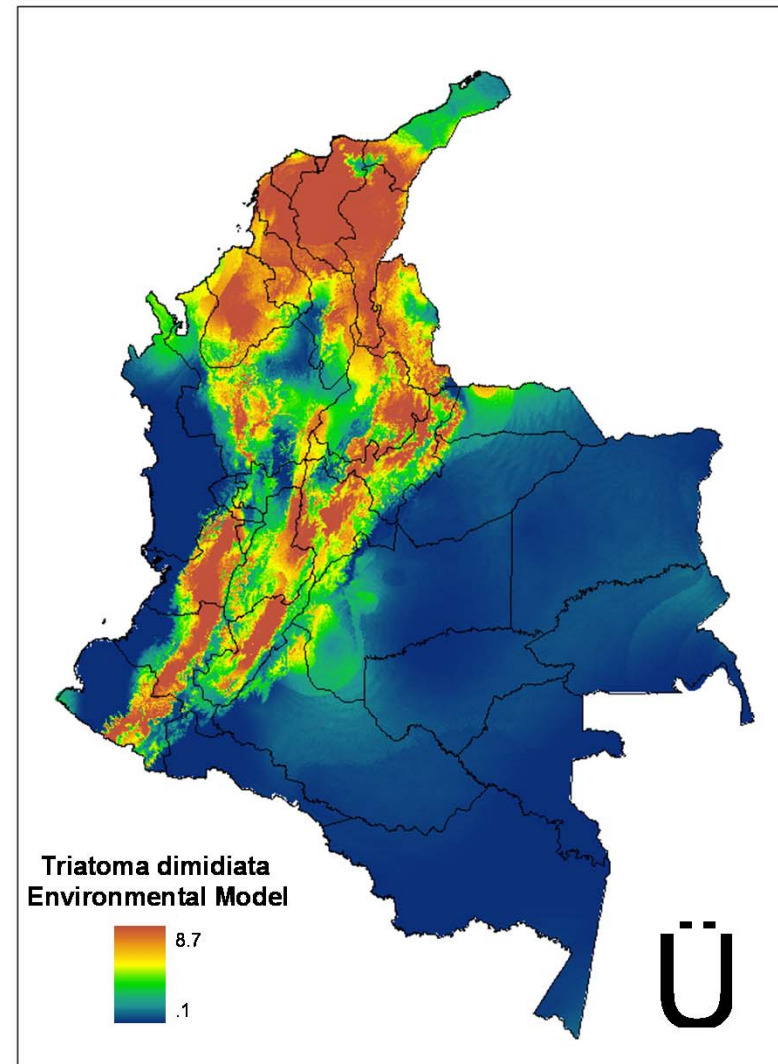 Triatoma dimidiata
Environmental Model
8.7
.1
Ü